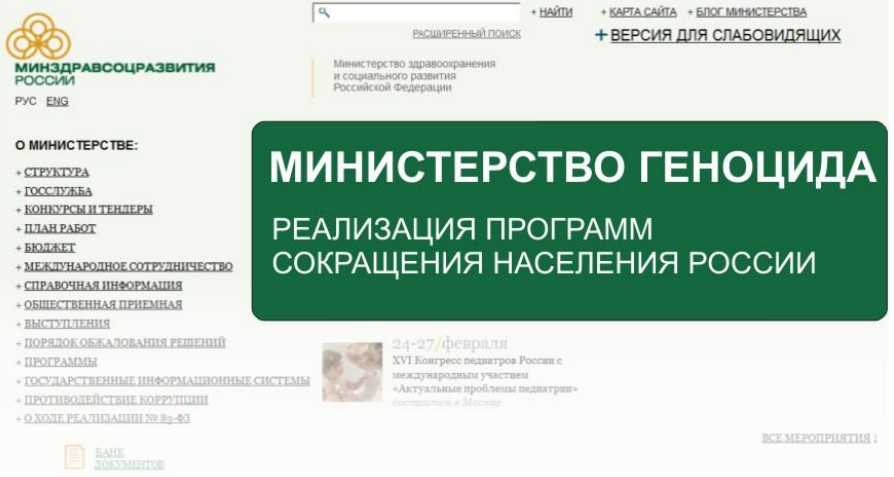 + НАЙТИ
+ КАРТА САЙТА + БЛОГ МИНИСТЕРСТВА
РАСШИРЕННЫЙ ПОИСК
+ ВЕРСИЯ ДЛЯ СЛАБОВИДЯЩИХ
МИНЗДРАВСОЦРАЗВИТИЯ
РОССИИ
РУС ENG
Министерство здравоохранения
и социального развития
Российской Федерации
О МИНИСТЕРСТВЕ:
+ СТРУКТУРА
+ ГОССЛУЖБА
+ КОНКУРСЫ И ТЕНДЕРЫ
+ ПЛАН РАБОТ
+ БЮДЖЕТ
+ МЕЖДУНАРОДНОЕ СОТРУДНИЧЕСТВО
+ СПРАВОЧНАЯ ИНФОРМАЦИЯ
+ ОБЩЕСТВЕННАЯ ПРИЕМНАЯ
+ ВЫСТУПЛЕНИЯ
+ ПОРЯДОК ОБЖАЛОВАНИЯ РЕШЕНИЙ
+ ПРОГРАММЫ
+ ГОСУДАРСТВЕННЫЕ ИНФОРМАЦИОННЫЕ СИСТЕМЫ
+ ПРОТИВОДЕЙСТВИЕ КОРРУПЦИИ
+ О ХОДЕ РЕАЛИЗАЦИИ № 83-ФЗ
БАНК
ДОКУМЕНТОВ
МИНИСТЕРСТВО ГЕНОЦИДА
РЕАЛИЗАЦИЯ ПРОГРАММ
СОКРАЩЕНИЯ НАСЕЛЕНИЯ РОССИИ
24-27/февраля
XVI Конгресс педиатров России с
международным участием
«Актуальные проблемы педиатрии»
состоится в Москве
ВСЕ МЕРОПРИЯТИЯ ↓